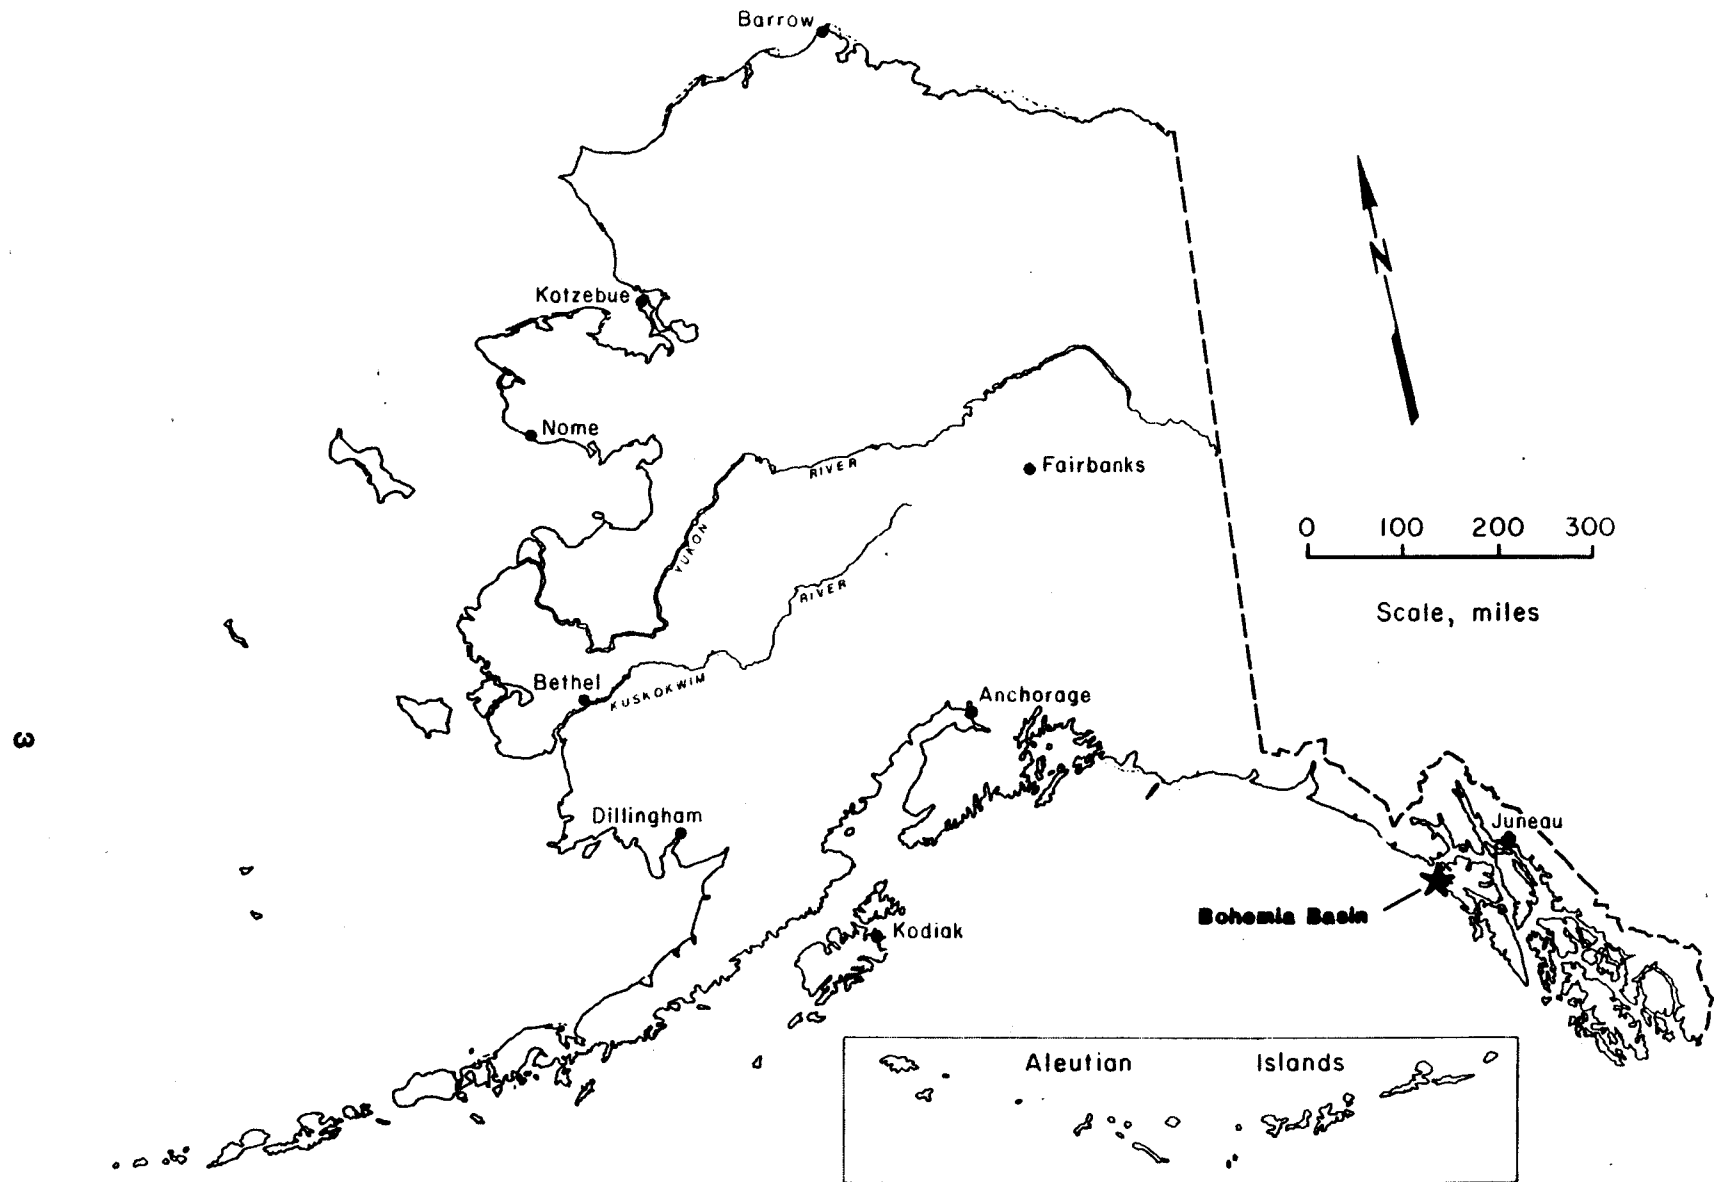 Barrow
N
Kotzebue
Nome
RIVER
Fairbanks
YUKON
0 100 200 300
RIVER
Scale, miles
Bethel
KUSKOKWIM
Anchorage
3
Dillingham
Juneau
Bohemia Basin
Kodiak
Aleutian Islands